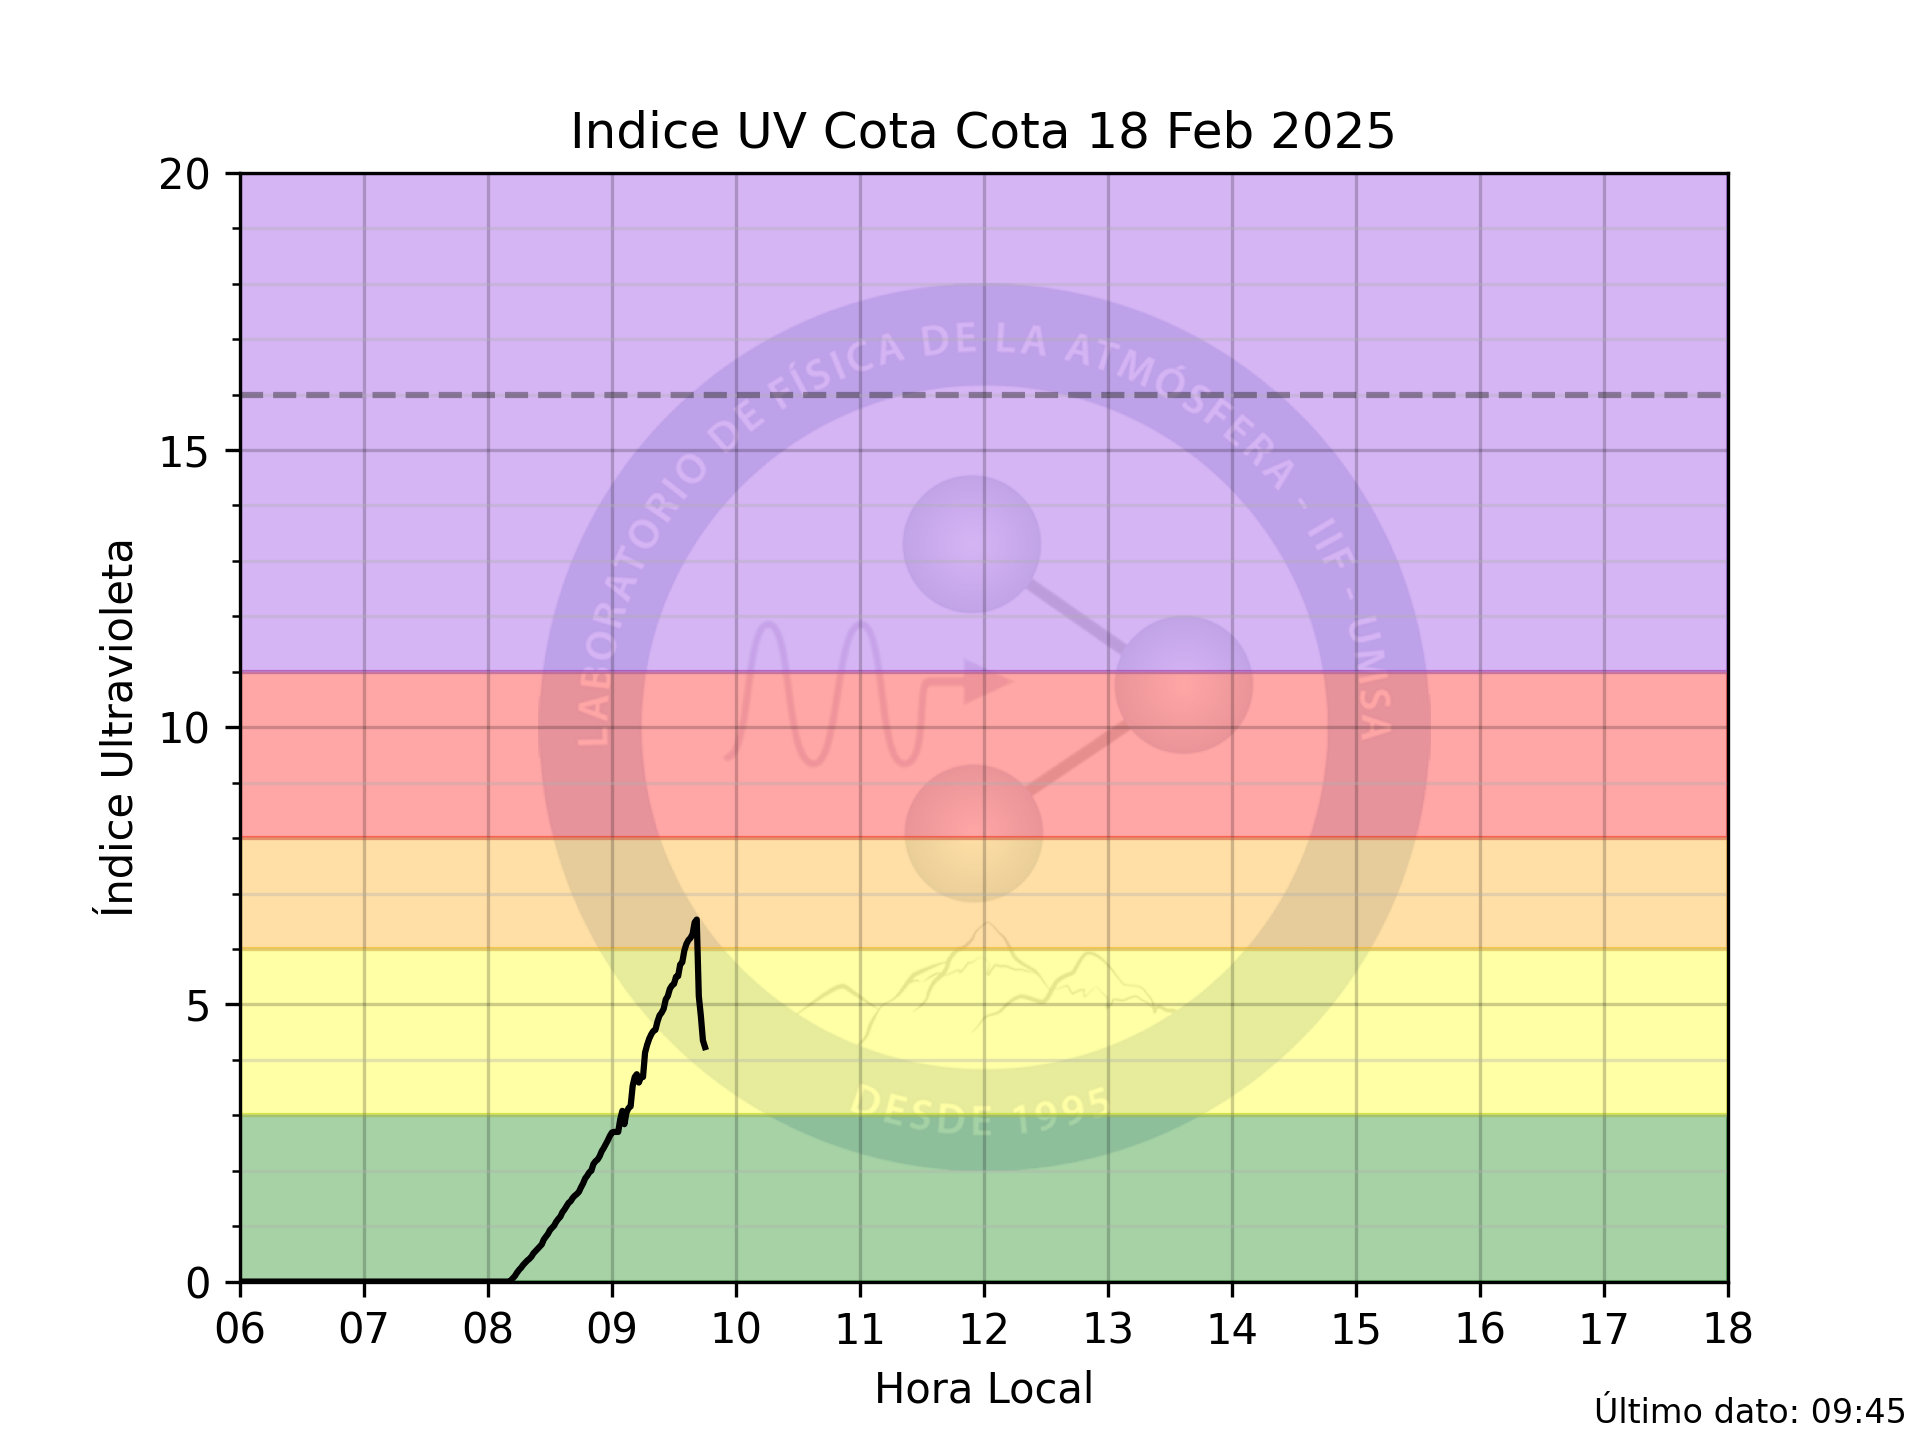 Indice UV Cota Cota 18 Feb 2025
20
15
10
5
0
Índice Ultravioleta
LABORATORIO DE FÍSICA DE LA ATMÓSFERA - IIF - UMSA
DESDE 1995
06 07 08 09 10 11 12 13 14 15 16 17 18
Hora Local
Último dato: 09:45